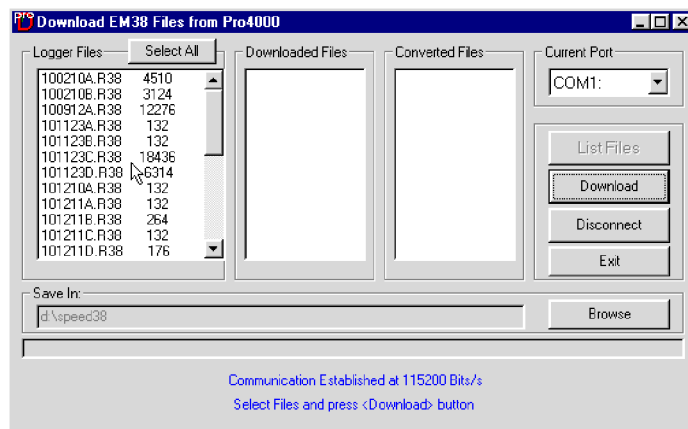 Pro Download EM38 Files from Pro4000
Logger Files Select All Downloaded Files Converted Files Current Port
COM1:
100210A.R38 4510
100210B.R38 3124
100912A.R38 12276
101123A.R38 132
101123B.R38 132
101123C.R38 18436
101123D.R38 6314
101210A.R38 132
101211A.R38 132
101211B.R38 264
101211C.R38 132
101211D.R38 176
List Files
Download
Disconnect
Exit
Save In:
d:\speed38 Browse
Communication Established at 115200 Bits/s
Select Files and press <Download> button